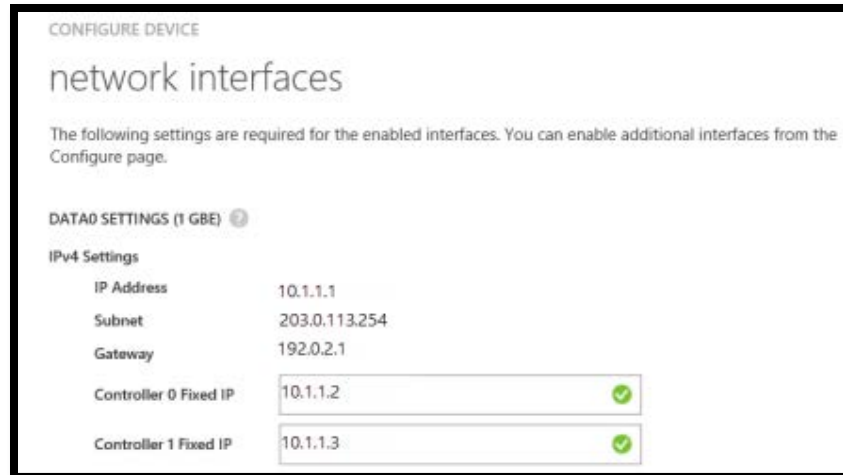 CONFIGURE DEVICE
network interfaces
The following settings are required for the enabled interfaces. You can enable additional interfaces from the
Configure page.
DATA0 SETTINGS (1 GBE) ?
IPv4 Settings
IP Address 10.1.1.1
Subnet 203.0.113.254
Gateway 192.0.2.1
Controller 0 Fixed IP 10.1.1.2
Controller 1 Fixed IP 10.1.1.3